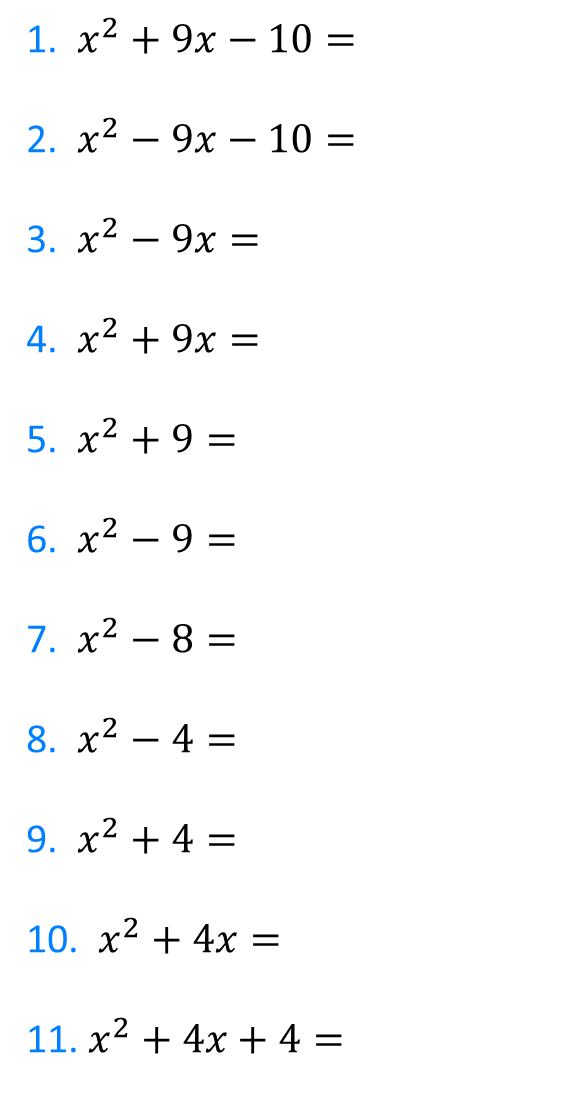 1. x² + 9x − 10 =
2. x² − 9x − 10 =
3. x² − 9x =
4. x² + 9x =
5. x² + 9 =
6. x² − 9 =
7. x² − 8 =
8. x² − 4 =
9. x² + 4 =
10. x² + 4x =
11. x² + 4x + 4 =